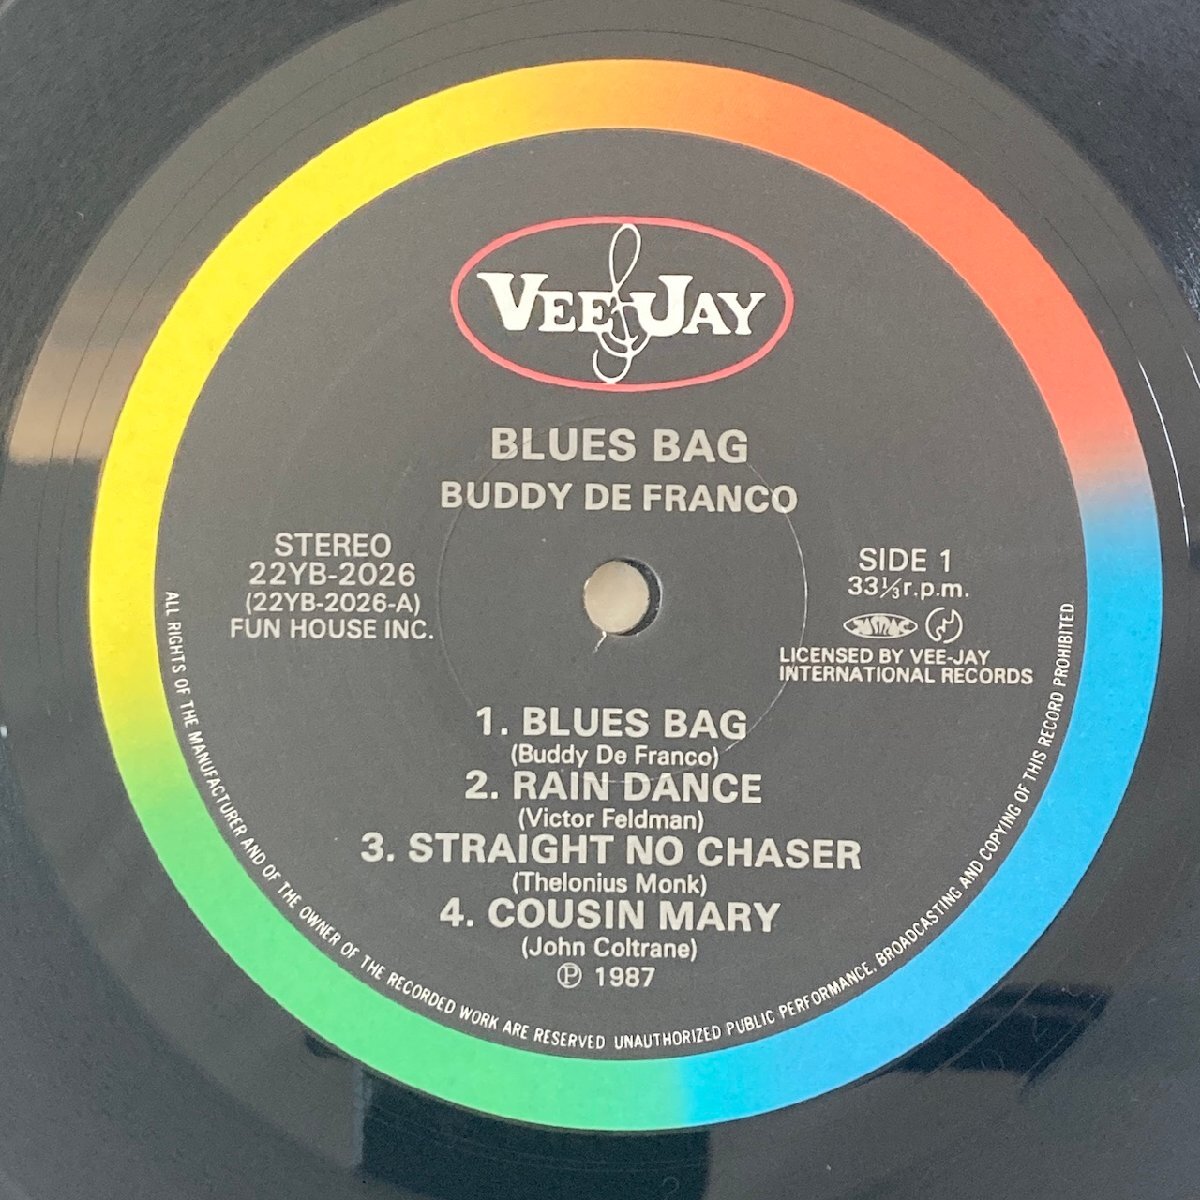 VEE JAY
BLUES BAG
BUDDY DE FRANCO
STEREO
22YB-2026
(22YB-2026-A)
FUN HOUSE INC.
SIDE 1
33⅓ r.p.m.
JASRAC
LICENSED BY VEE-JAY
INTERNATIONAL RECORDS
1. BLUES BAG
(Buddy De Franco)
2. RAIN DANCE
(Victor Feldman)
3. STRAIGHT NO CHASER
(Thelonius Monk)
4. COUSIN MARY
(John Coltrane)
℗ 1987
ALL RIGHTS OF THE MANUFACTURER AND OF THE OWNER OF THE RECORDED WORK ARE RESERVED UNAUTHORIZED PUBLIC PERFORMANCE, BROADCASTING AND COPYING OF THIS RECORD PROHIBITED